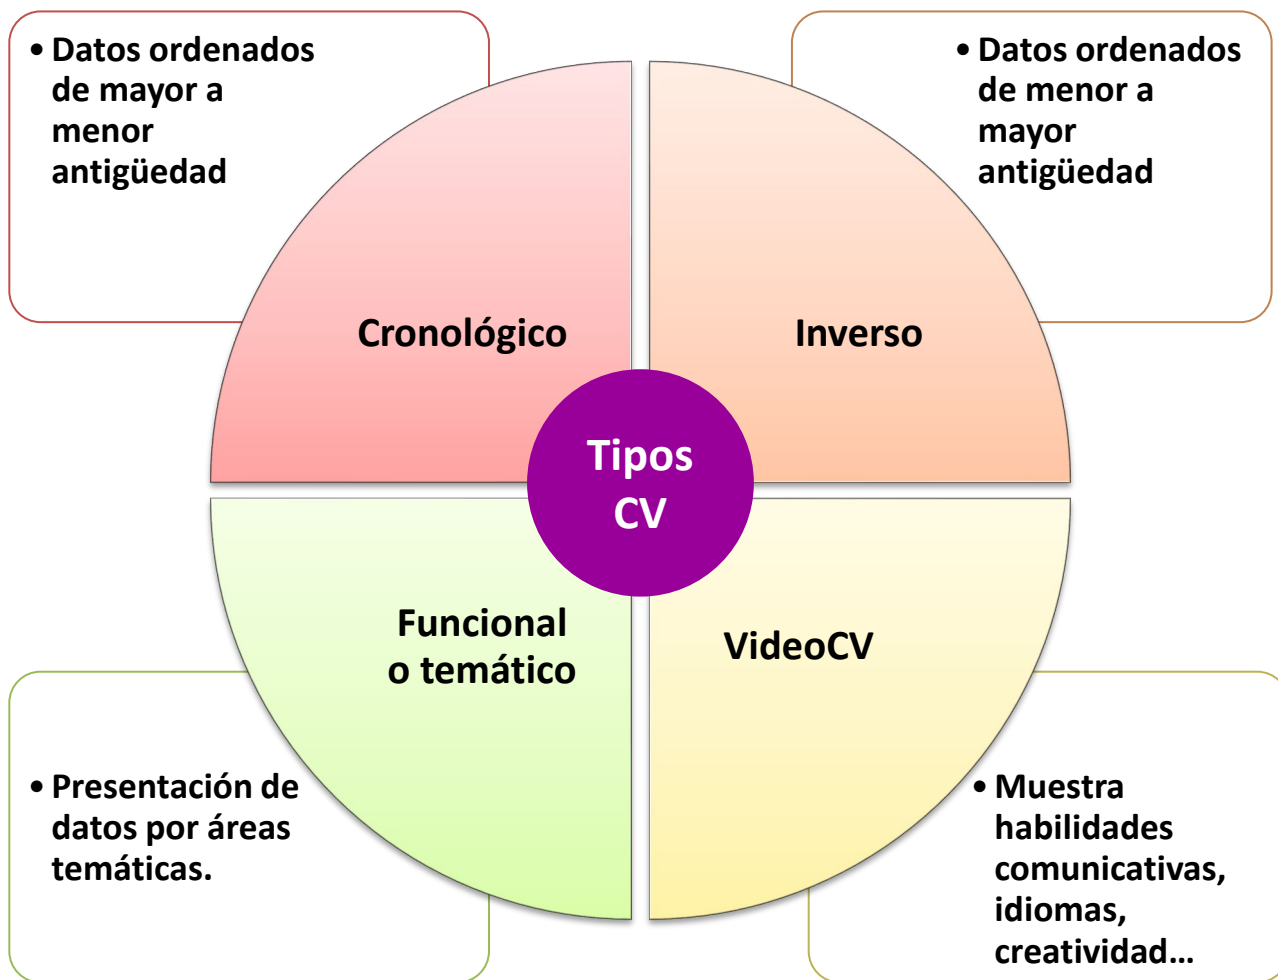 • Datos ordenados
de mayor a
menor
antigüedad
• Datos ordenados
de menor a
mayor
antigüedad
Cronológico
Inverso
Tipos
CV
Funcional
o temático
VideoCV
• Presentación de
datos por áreas
temáticas.
• Muestra
habilidades
comunicativas,
idiomas,
creatividad…